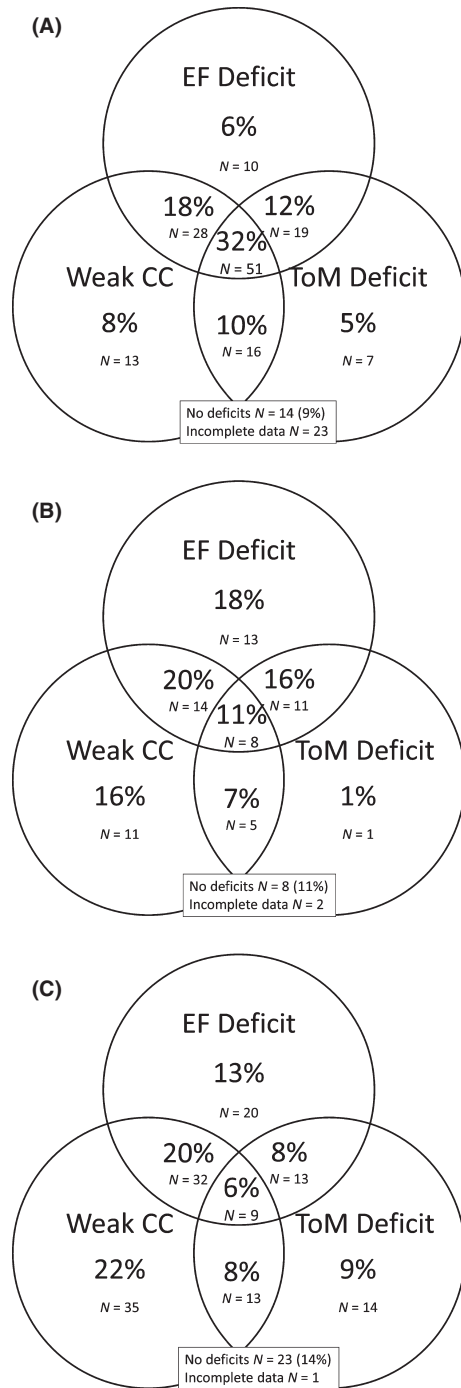 (A)
EF Deficit
6%
N = 10
18% 12%
N = 28 N = 19
32%
N = 51
Weak CC ToM Deficit
8% 10% 5%
N = 13 N = 16 N = 7
No deficits N = 14 (9%)
Incomplete data N = 23
(B)
EF Deficit
18%
N = 13
20% 16%
N = 14 N = 11
11%
N = 8
Weak CC ToM Deficit
16% 7% 1%
N = 11 N = 5 N = 1
No deficits N = 8 (11%)
Incomplete data N = 2
(C)
EF Deficit
13%
N = 20
20% 8%
N = 32 N = 13
6%
N = 9
Weak CC ToM Deficit
22% 8% 9%
N = 35 N = 13 N = 14
No deficits N = 23 (14%)
Incomplete data N = 1